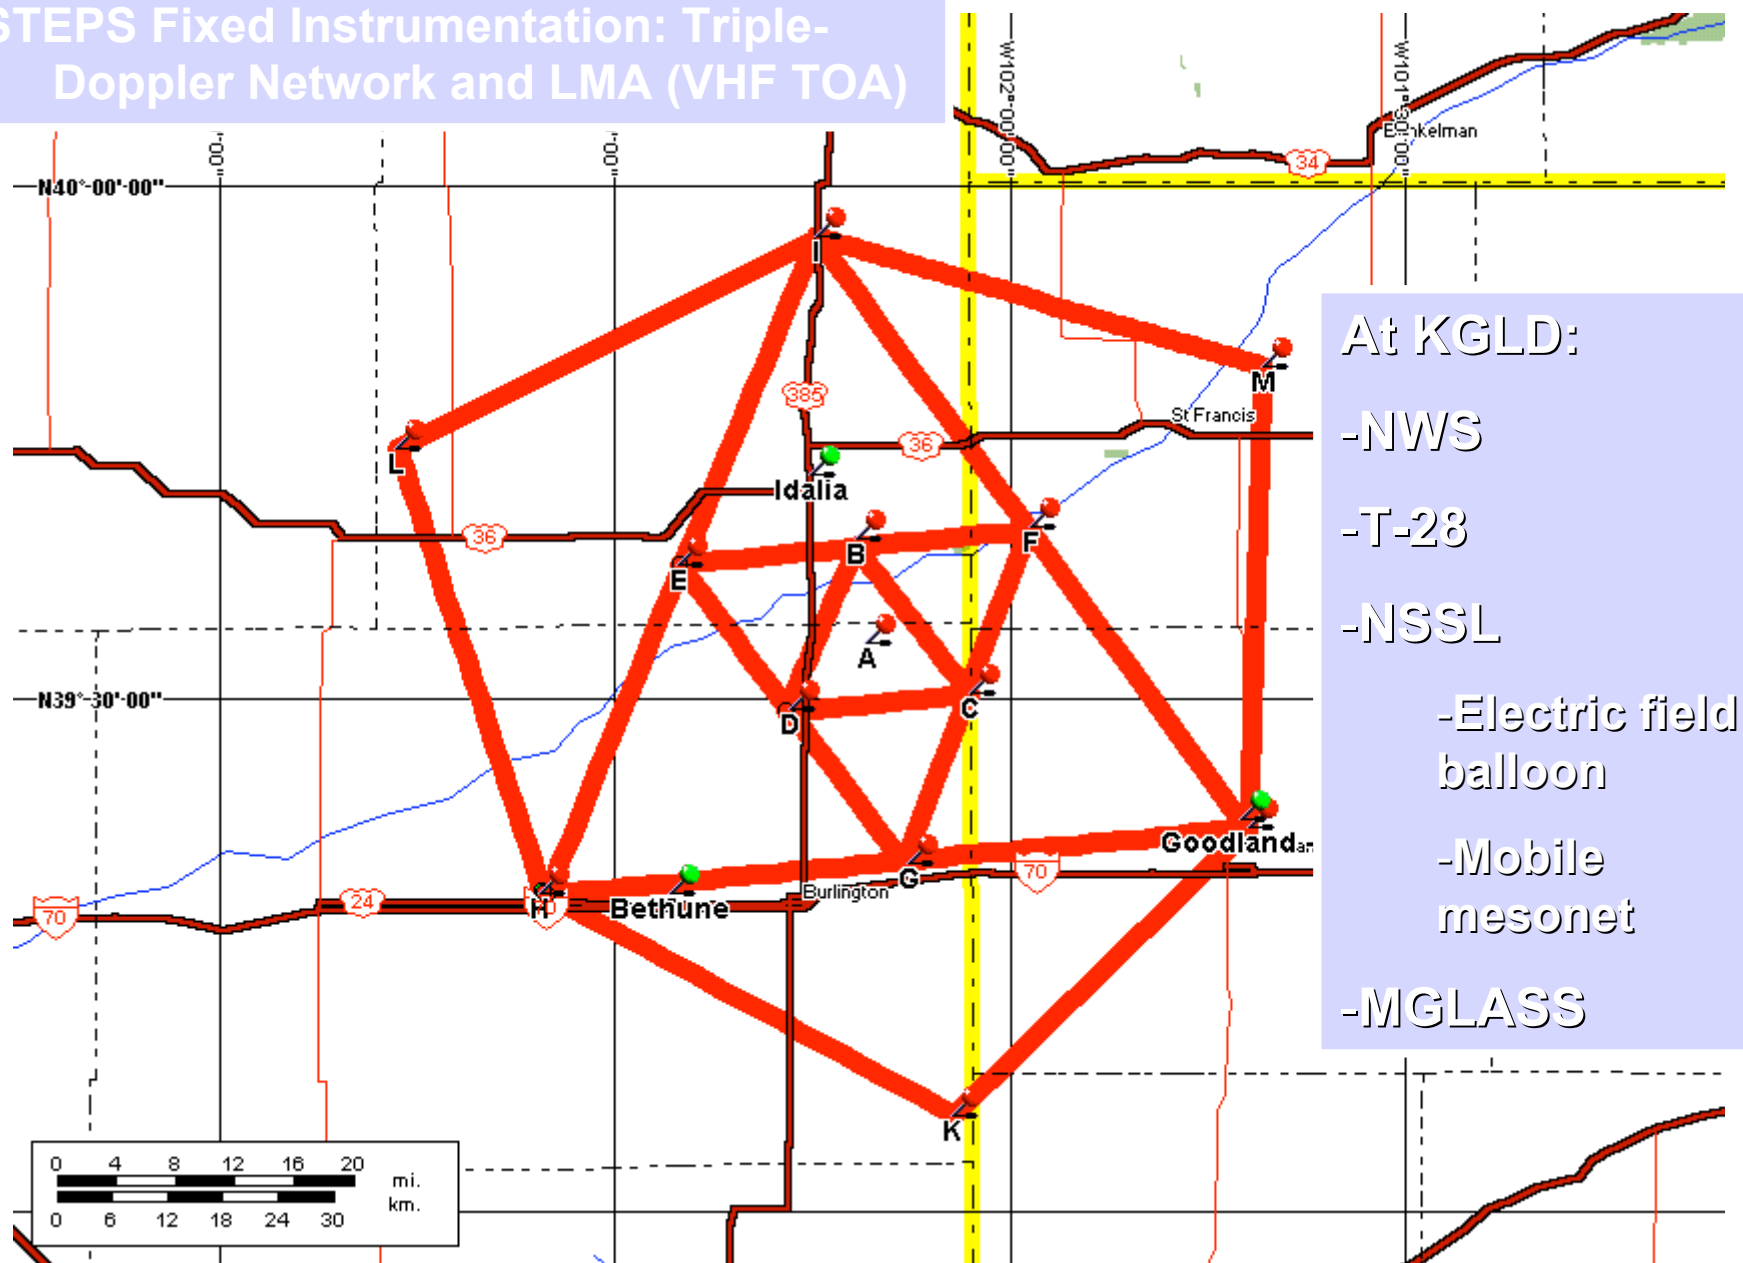 STEPS Fixed Instrumentation: Triple-
Doppler Network and LMA (VHF TOA)
W102°00'00"
34
N40°00'00"
I
385
M
At KGLD:
-NWS
-T-28
-NSSL
-Electric field
balloon
-Mobile
mesonet
-MGLASS
St Francis
36
L
Idalia
36
B
F
E
A
N39°30'00"
D
C
Goodland
G
70
Burlington
H
Bethune
24
70
K
0 4 8 12 16 20
mi.
km.
0 6 12 18 24 30